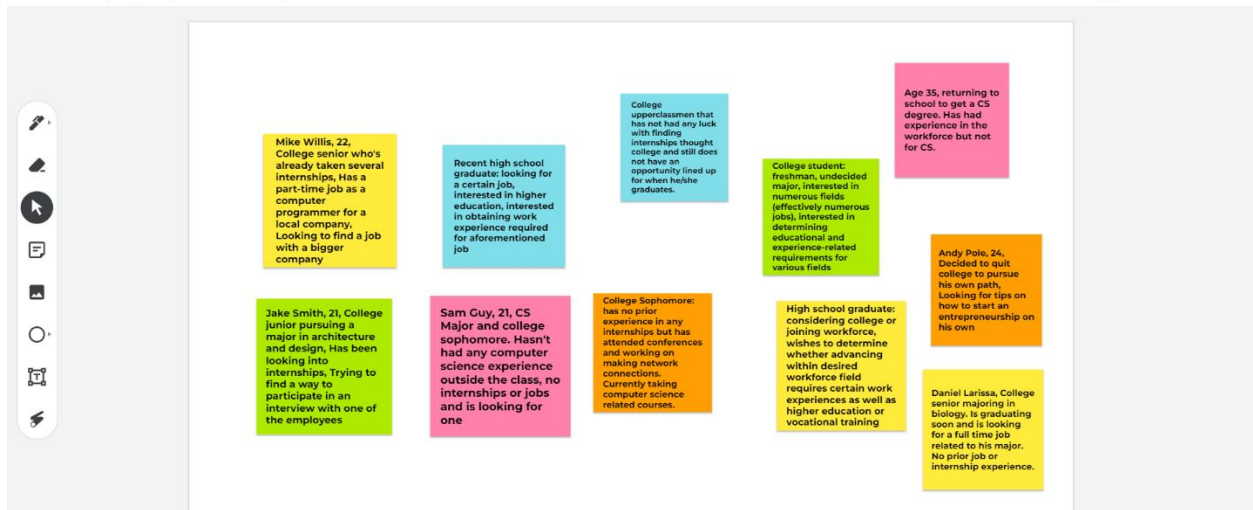 Mike Willis, 22,
College senior who's
already taken several
internships, Has a
part-time job as a
computer
programmer for a
local company,
Looking to find a job
with a bigger
company
Recent high school
graduate: looking for
a certain job,
interested in higher
education, interested
in obtaining work
experience required
for aforementioned
job
College
upperclassmen that
has not had any luck
with finding
internships thought
college and still does
not have an
opportunity lined up
for when he/she
graduates.
College student:
freshman, undecided
major, interested in
numerous fields
(effectively numerous
jobs), interested in
determining
educational and
experience-related
requirements for
various fields
Age 35, returning to
school to get a CS
degree. Has had
experience in the
workforce but not
for CS.
Jake Smith, 21, College
junior pursuing a
major in architecture
and design, Has been
looking into
internships, Trying to
find a way to
participate in an
interview with one of
the employees
Sam Guy, 21, CS
Major and college
sophomore. Hasn't
had any computer
science experience
outside the class, no
internships or jobs
and is looking for
one
College Sophomore:
has no prior
experience in any
internships but has
attended conferences
and working on
making network
connections.
Currently taking
computer science
related courses.
High school graduate:
considering college or
joining workforce,
wishes to determine
whether advancing
within desired
workforce field
requires certain work
experiences as well as
higher education or
vocational training
Andy Pole, 24,
Decided to quit
college to pursue
his own path,
Looking for tips on
how to start an
entrepreneurship on
his own
Daniel Larissa, College
senior majoring in
biology. Is graduating
soon and is looking
for a full time job
related to his major.
No prior job or
internship experience.